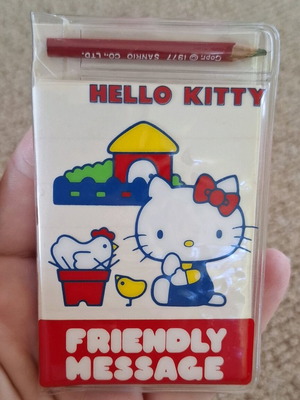 Copr. © 1977 SANRIO CO., LTD.
HELLO KITTY
FRIENDLY
MESSAGE